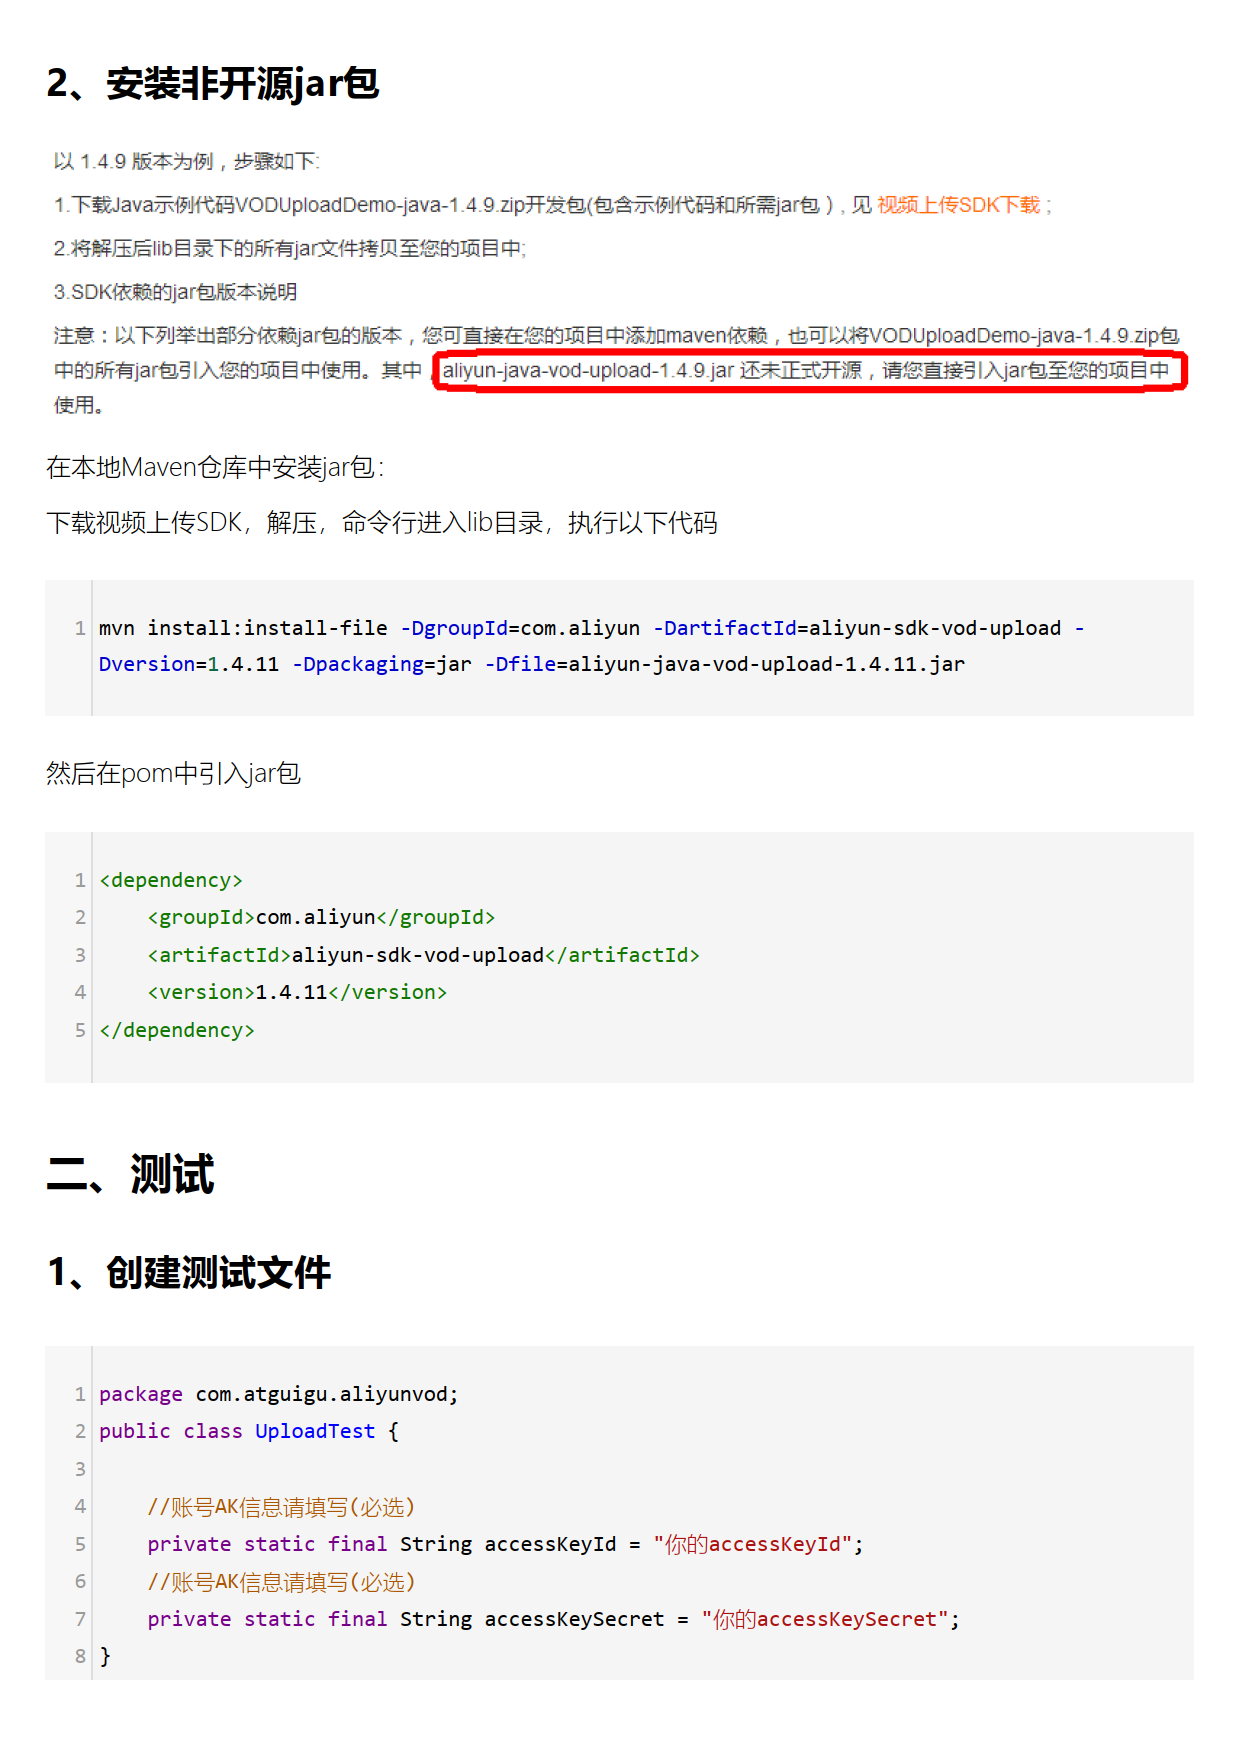 2、安装非开源jar包
以 1.4.9 版本为例，步骤如下:
1.下载Java示例代码VODUploadDemo-java-1.4.9.zip开发包(包含示例代码和所需jar包），见 视频上传SDK下载；
2.将解压后lib目录下的所有jar文件拷贝至您的项目中;
3.SDK依赖的jar包版本说明
注意：以下列举出部分依赖jar包的版本，您可直接在您的项目中添加maven依赖，也可以将VODUploadDemo-java-1.4.9.zip包
中的所有jar包引入您的项目中使用。其中，aliyun-java-vod-upload-1.4.9.jar 还未正式开源，请您直接引入jar包至您的项目中
使用。
在本地Maven仓库中安装jar包：
下载视频上传SDK，解压，命令行进入lib目录，执行以下代码
1 mvn install:install-file -DgroupId=com.aliyun -DartifactId=aliyun-sdk-vod-upload -
Dversion=1.4.11 -Dpackaging=jar -Dfile=aliyun-java-vod-upload-1.4.11.jar
然后在pom中引入jar包
1 <dependency>
2     <groupId>com.aliyun</groupId>
3     <artifactId>aliyun-sdk-vod-upload</artifactId>
4     <version>1.4.11</version>
5 </dependency>
二、测试
1、创建测试文件
1 package com.atguigu.aliyunvod;
2 public class UploadTest {
3
4     //账号AK信息请填写(必选)
5     private static final String accessKeyId = "你的accessKeyId";
6     //账号AK信息请填写(必选)
7     private static final String accessKeySecret = "你的accessKeySecret";
8 }